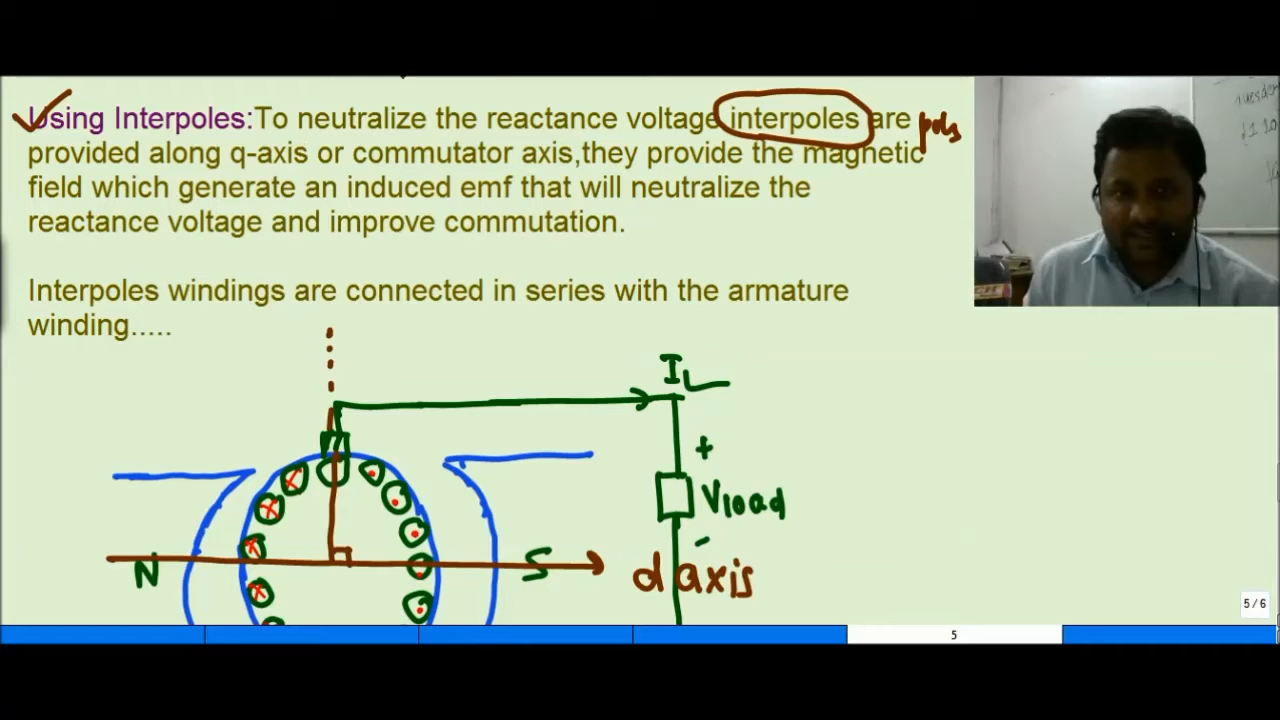 Using Interpoles:To neutralize the reactance voltage interpoles are
pols
provided along q-axis or commutator axis,they provide the magnetic
field which generate an induced emf that will neutralize the
reactance voltage and improve commutation.
Interpoles windings are connected in series with the armature
winding.....
IL
+
Vload
-
N
S
d axis
5/6
5